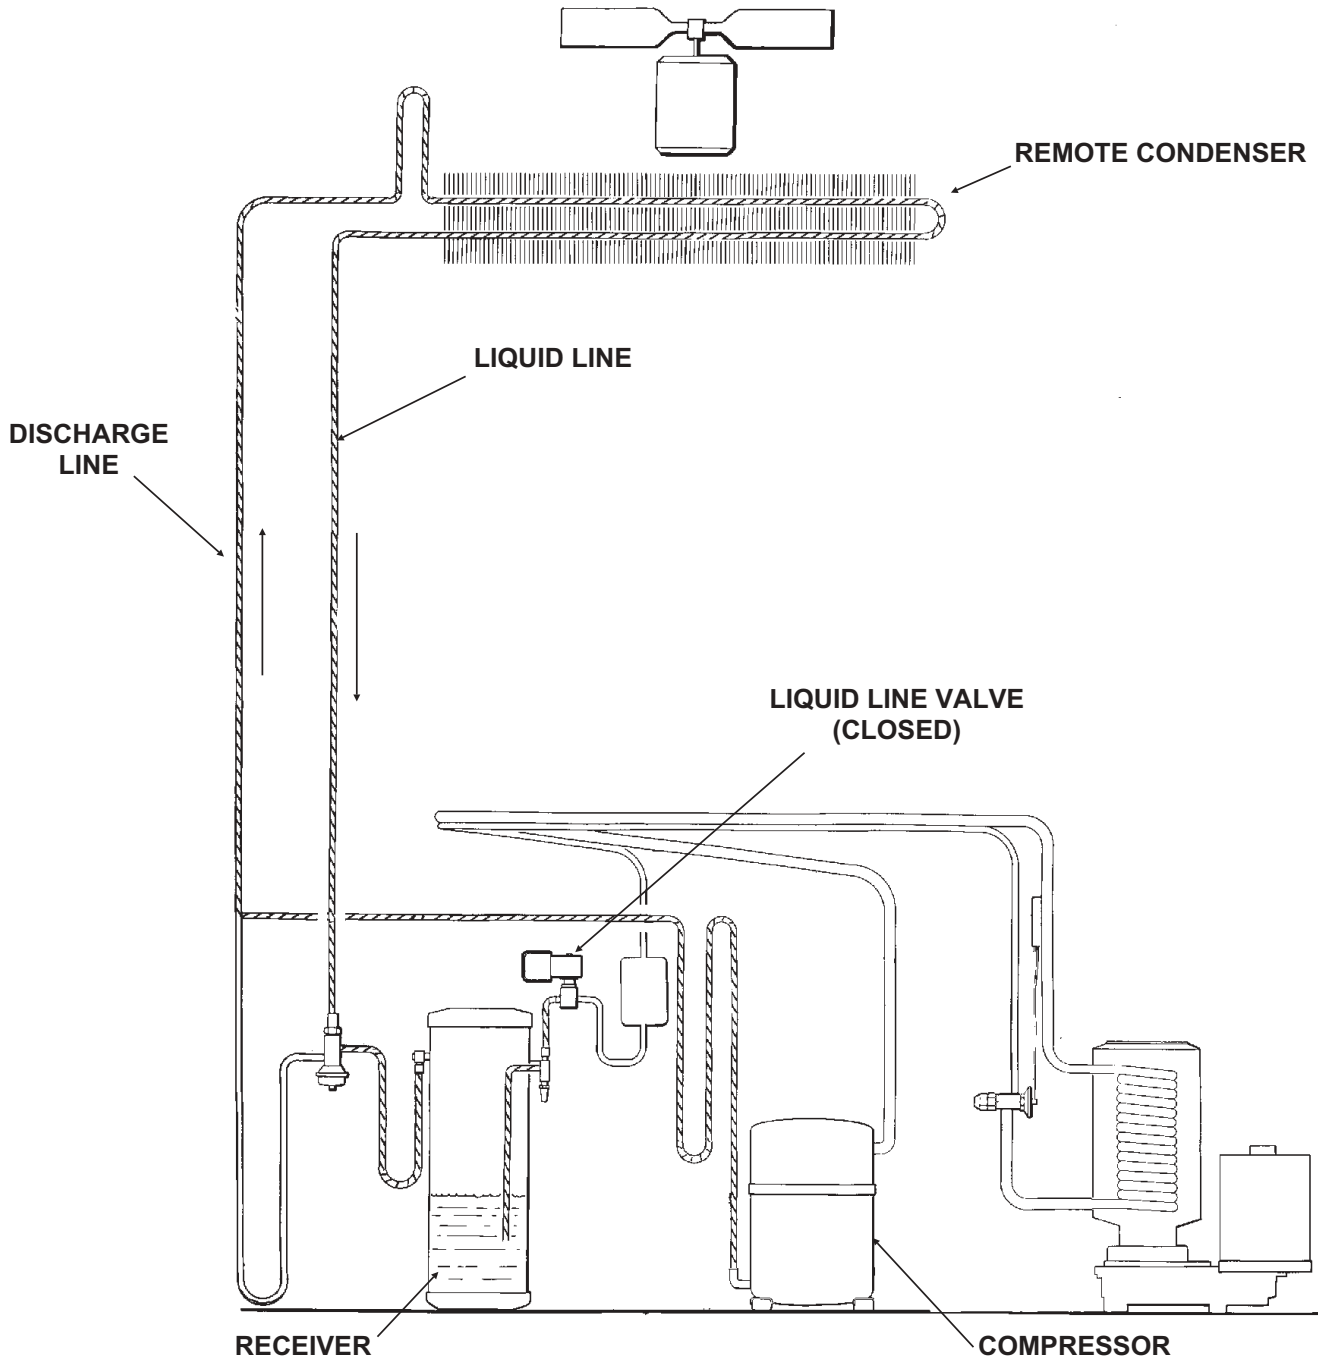 REMOTE CONDENSER
LIQUID LINE
DISCHARGE
LINE
LIQUID LINE VALVE
(CLOSED)
RECEIVER
COMPRESSOR